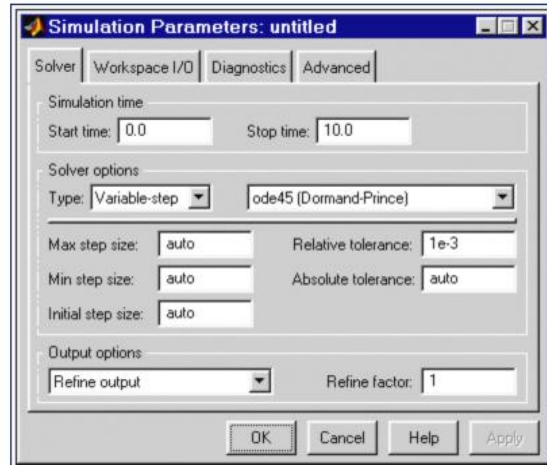 Simulation Parameters: untitled
Solver Workspace I/O Diagnostics Advanced
Simulation time
Start time: 0.0 Stop time: 10.0
Solver options
Type: Variable-step ode45 (Dormand-Prince)
Max step size: auto Relative tolerance: 1e-3
Min step size: auto Absolute tolerance: auto
Initial step size: auto
Output options
Refine output Refine factor: 1
OK Cancel Help Apply